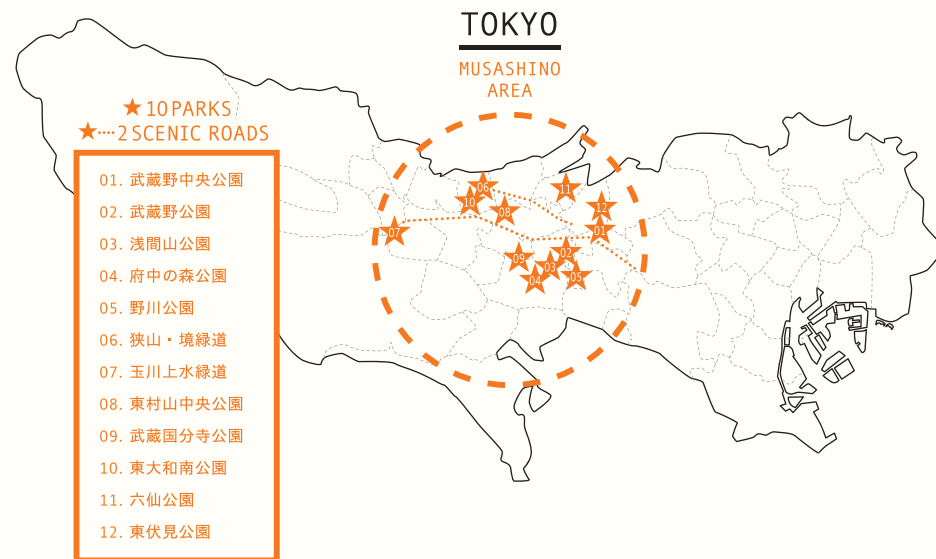 TOKYO
MUSASHINO
AREA
★10 PARKS
★····2 SCENIC ROADS
01. 武蔵野中央公園
02. 武蔵野公園
03. 浅間山公園
04. 府中の森公園
05. 野川公園
06. 狭山・境緑道
07. 玉川上水緑道
08. 東村山中央公園
09. 武蔵国分寺公園
10. 東大和南公園
11. 六仙公園
12. 東伏見公園
06
11
10
08
12
07
01
02
09
03
04
05